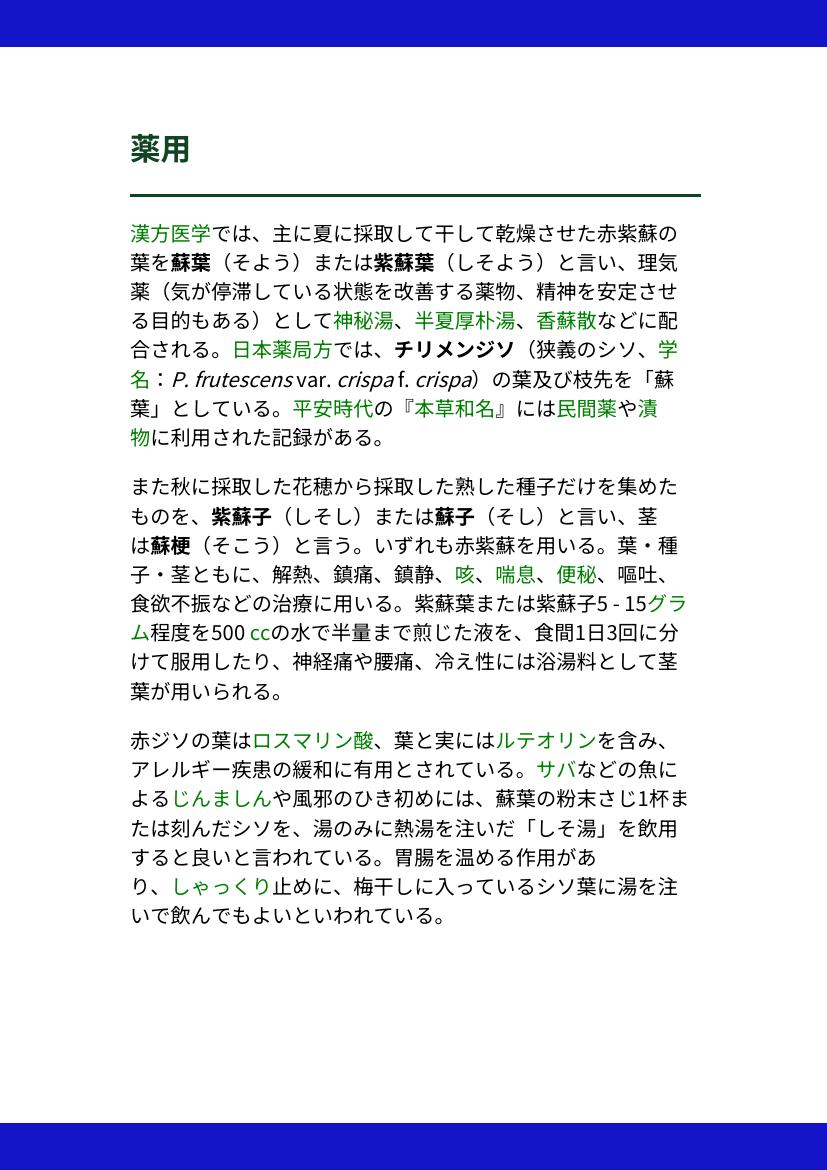 薬用
漢方医学では、主に夏に採取して干して乾燥させた赤紫蘇の
葉を蘇葉（そよう）または紫蘇葉（しそよう）と言い、理気
薬（気が停滞している状態を改善する薬物、精神を安定させ
る目的もある）として神秘湯、半夏厚朴湯、香蘇散などに配
合される。日本薬局方では、チリメンジソ（狭義のシソ、学
名：P. frutescens var. crispa f. crispa）の葉及び枝先を「蘇
葉」としている。平安時代の『本草和名』には民間薬や漬
物に利用された記録がある。
また秋に採取した花穂から採取した熟した種子だけを集めた
ものを、紫蘇子（しそし）または蘇子（そし）と言い、茎
は蘇梗（そこう）と言う。いずれも赤紫蘇を用いる。葉・種
子・茎ともに、解熱、鎮痛、鎮静、咳、喘息、便秘、嘔吐、
食欲不振などの治療に用いる。紫蘇葉または紫蘇子5 - 15グラ
ム程度を500 ccの水で半量まで煎じた液を、食間1日3回に分
けて服用したり、神経痛や腰痛、冷え性には浴湯料として茎
葉が用いられる。
赤ジソの葉はロスマリン酸、葉と実にはルテオリンを含み、
アレルギー疾患の緩和に有用とされている。サバなどの魚に
よるじんましんや風邪のひき初めには、蘇葉の粉末さじ1杯ま
たは刻んだシソを、湯のみに熱湯を注いだ「しそ湯」を飲用
すると良いと言われている。胃腸を温める作用があ
り、しゃっくり止めに、梅干しに入っているシソ葉に湯を注
いで飲んでもよいといわれている。